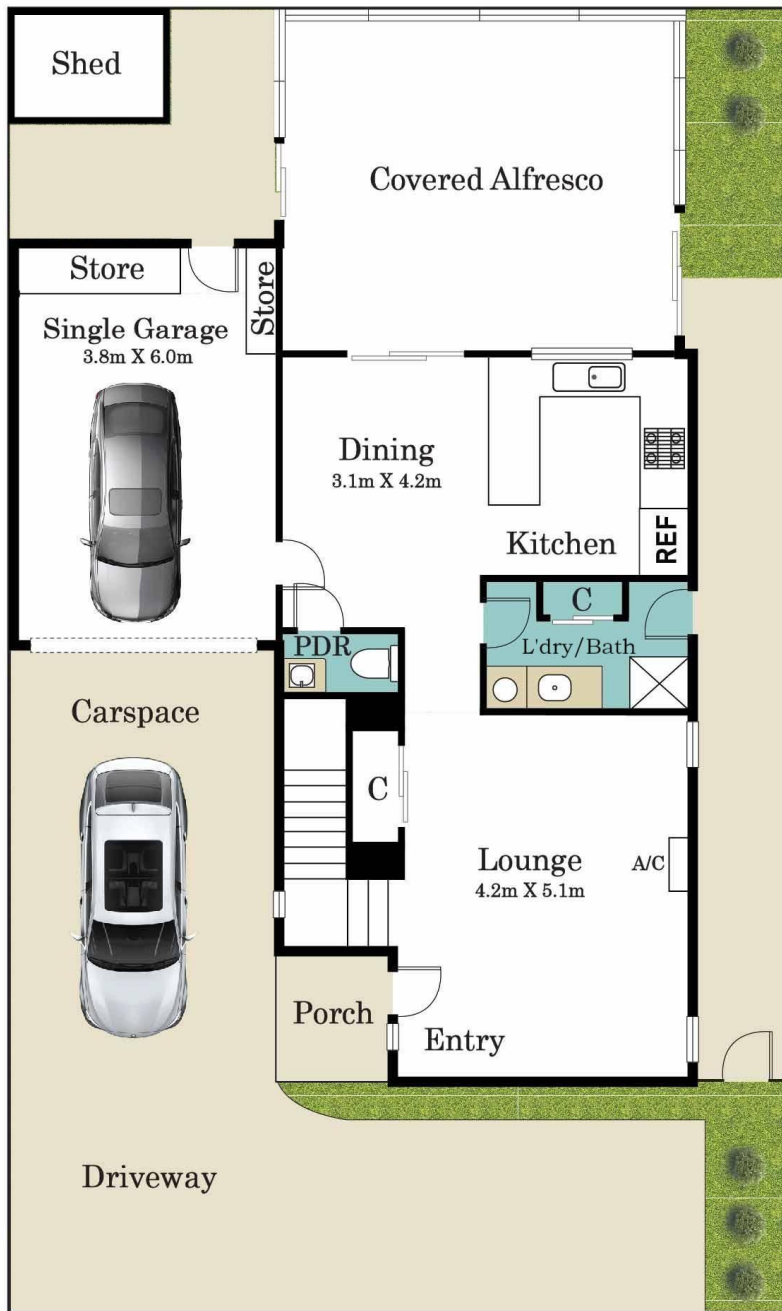 Shed
Covered Alfresco
Store
Store
Single Garage
3.8m X 6.0m
Dining
3.1m X 4.2m
Kitchen
REF
C
PDR
L'dry/Bath
Carspace
C
Lounge
4.2m X 5.1m
A/C
Porch
Entry
Driveway